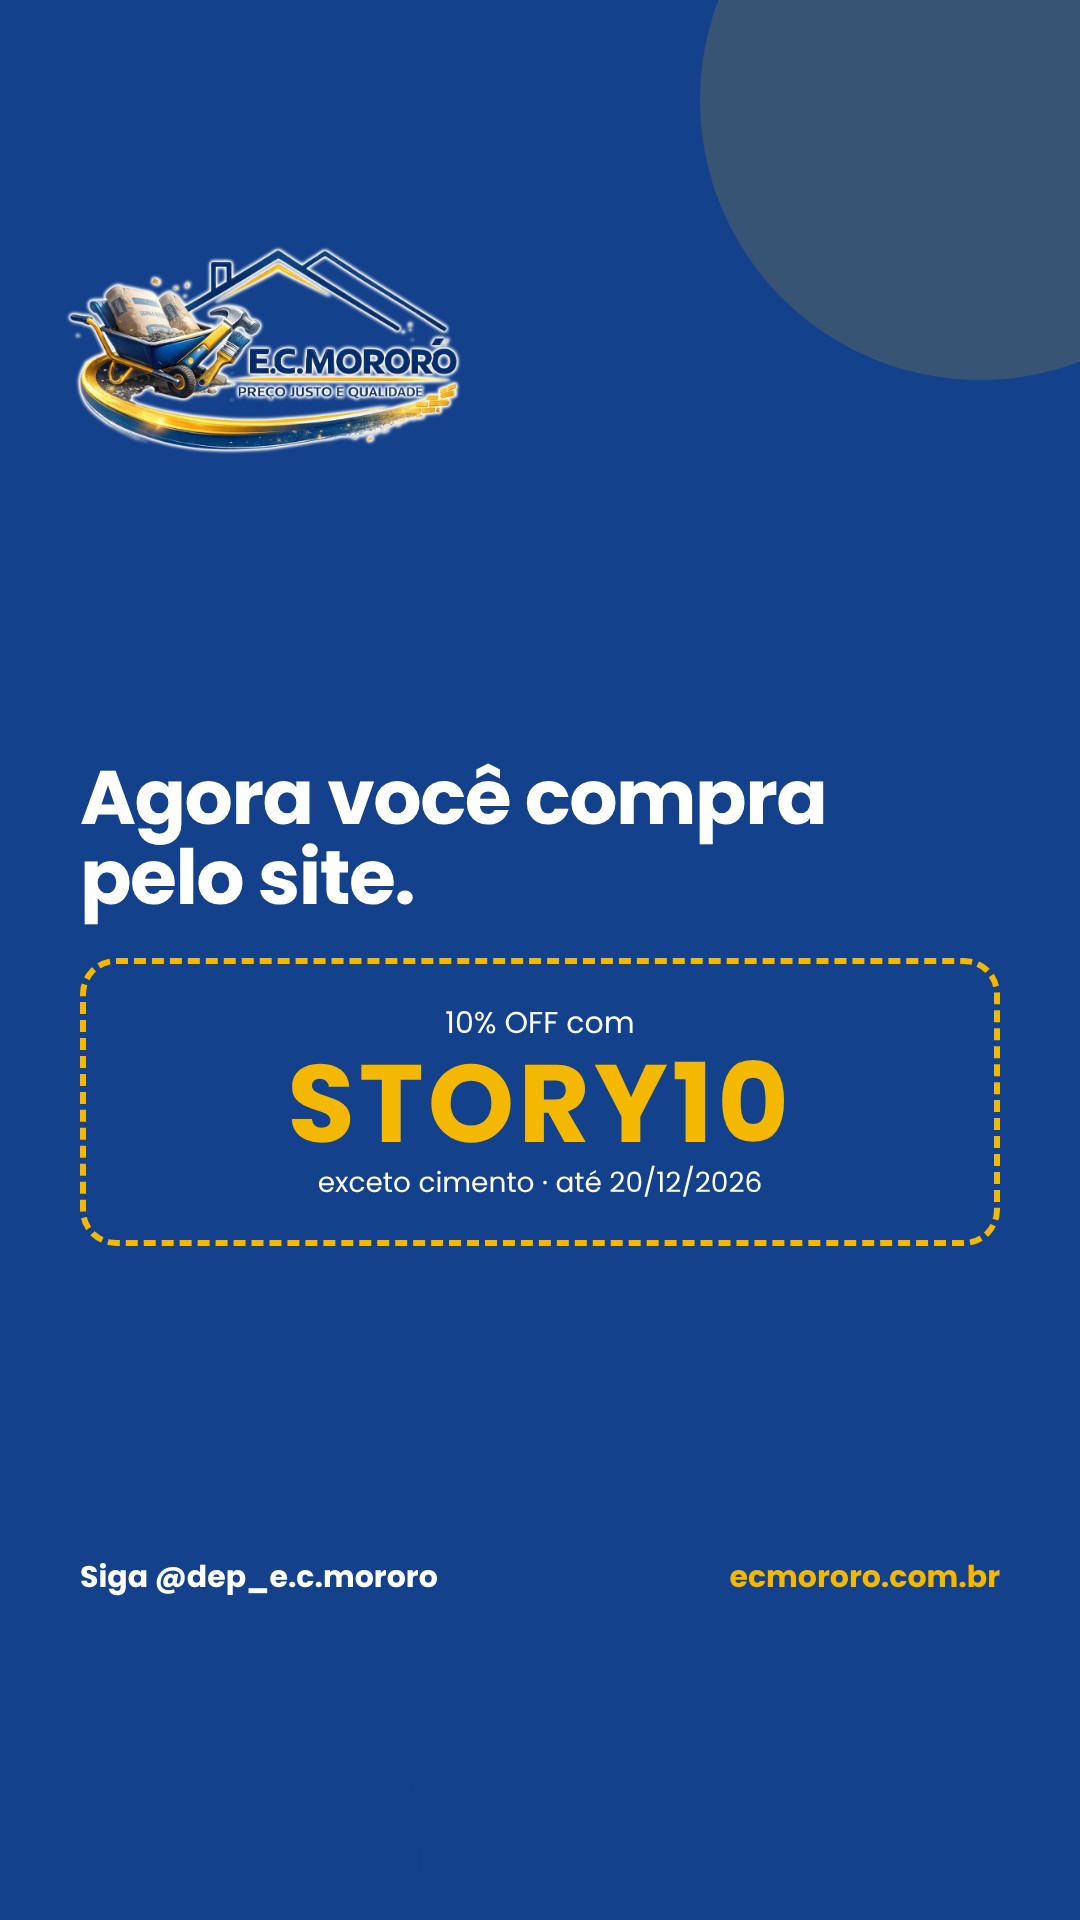 E.C.MORORÓ
PREÇO JUSTO E QUALIDADE
Agora você compra
pelo site.
10% OFF com
STORY10
exceto cimento · até 20/12/2026
Siga @dep_e.c.mororo
ecmororo.com.br